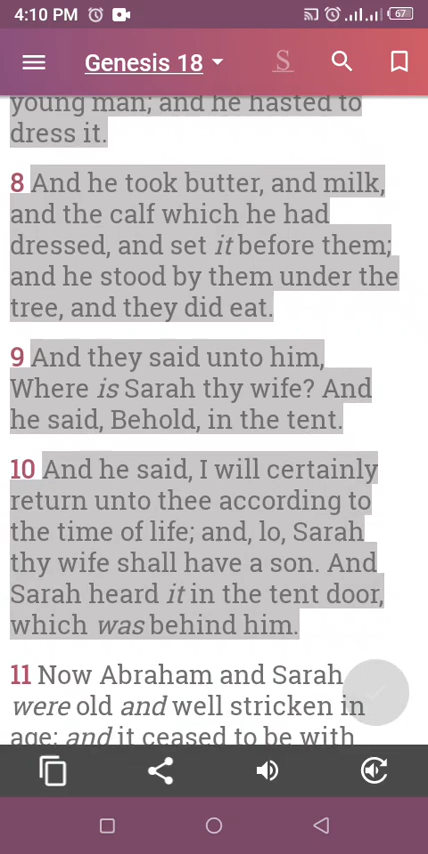 4:10 PM 67
Genesis 18 S
young man; and he hasted to
dress it.
8 And he took butter, and milk,
and the calf which he had
dressed, and set it before them;
and he stood by them under the
tree, and they did eat.
9 And they said unto him,
Where is Sarah thy wife? And
he said, Behold, in the tent.
10 And he said, I will certainly
return unto thee according to
the time of life; and, lo, Sarah
thy wife shall have a son. And
Sarah heard it in the tent door,
which was behind him.
11 Now Abraham and Sarah
were old and well stricken in
age; and it ceased to be with